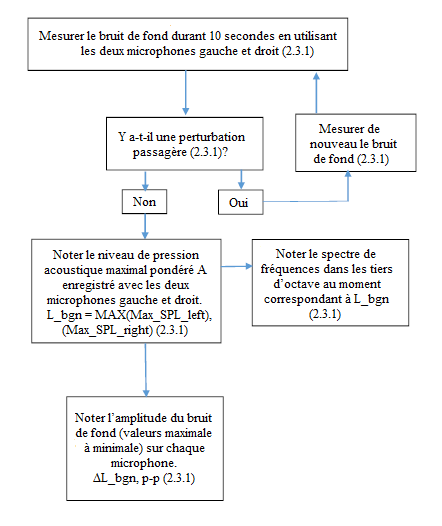 Mesurer le bruit de fond durant 10 secondes en utilisant
les deux microphones gauche et droit (2.3.1)
Y a-t-il une perturbation
passagère (2.3.1)?
Mesurer de
nouveau le bruit
de fond (2.3.1)
Non
Oui
Noter le niveau de pression
acoustique maximal pondéré A
enregistré avec les deux
microphones gauche et droit.
L_bgn = MAX(Max_SPL_left),
(Max_SPL_right) (2.3.1)
Noter le spectre de
fréquences dans les tiers
d’octave au moment
correspondant à L_bgn
(2.3.1)
Noter l’amplitude du bruit
de fond (valeurs maximale
à minimale) sur chaque
microphone.
ΔL_bgn, p-p (2.3.1)